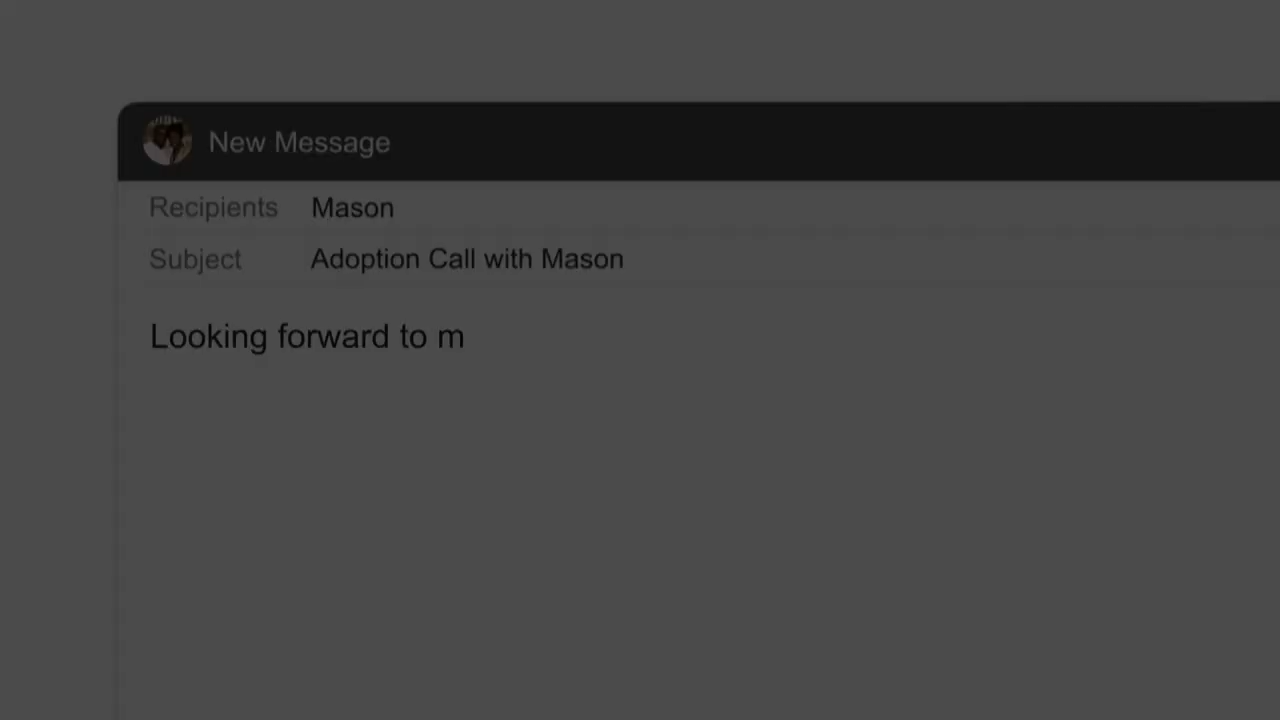 New Message
Recipients Mason
Subject Adoption Call with Mason
Looking forward to m